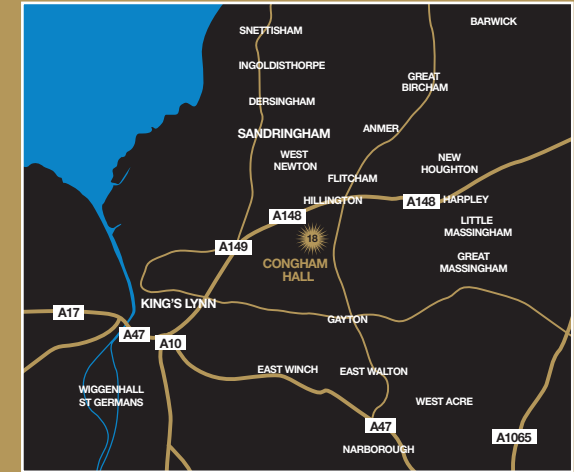 BARWICK
SNETTISHAM
INGOLDISTHORPE
GREAT
BIRCHAM
DERSINGHAM
SANDRINGHAM
ANMER
WEST
NEWTON
NEW
HOUGHTON
FLITCHAM
HILLINGTON
A148
HARPLEY
A148
LITTLE
MASSINGHAM
18
A149
CONGHAM
HALL
GREAT
MASSINGHAM
KING'S LYNN
A17
GAYTON
A47
A10
EAST WINCH
EAST WALTON
WIGGENHALL
ST GERMANS
WEST ACRE
A47
A1065
NARBOROUGH